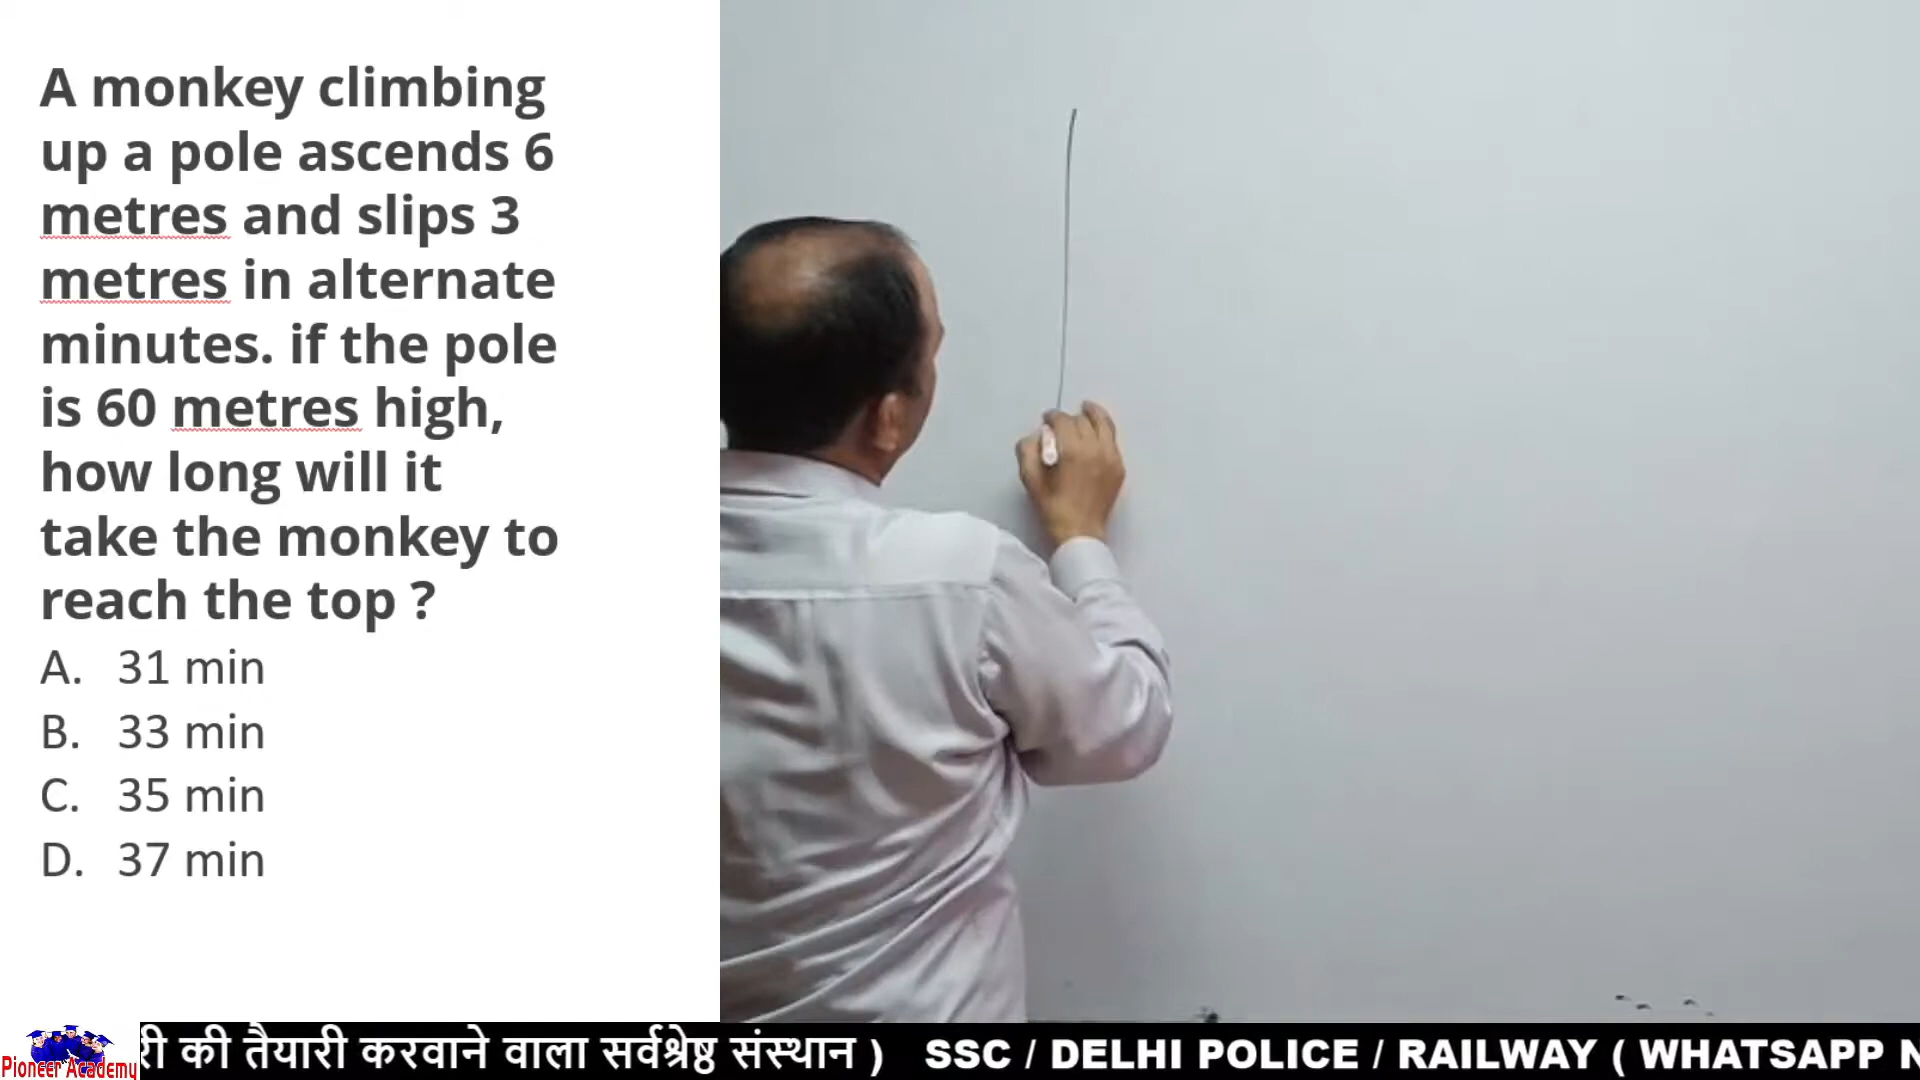 A monkey climbing
up a pole ascends 6
metres and slips 3
metres in alternate
minutes. if the pole
is 60 metres high,
how long will it
take the monkey to
reach the top ?
A. 31 min
B. 33 min
C. 35 min
D. 37 min
Pioneer Academy
की तैयारी करवाने वाला सर्वश्रेष्ठ संस्थान ) SSC / DELHI POLICE / RAILWAY ( WHATSAPP